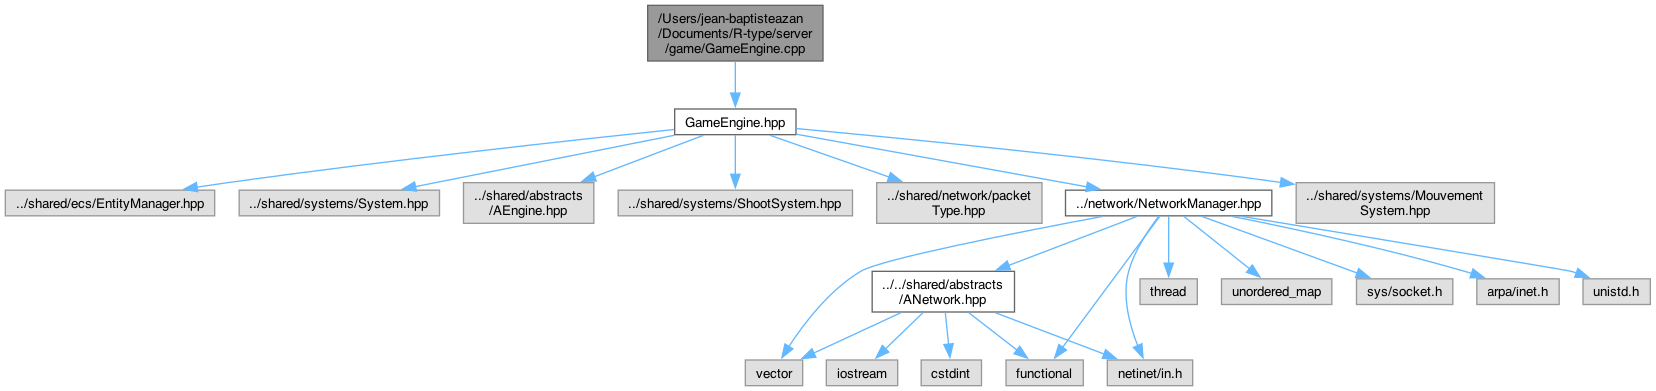 /Users/jean-baptisteazan
/Documents/R-type/server
/game/GameEngine.cpp
GameEngine.hpp
../shared/ecs/EntityManager.hpp
../shared/systems/System.hpp
../shared/abstracts
/AEngine.hpp
../shared/systems/ShootSystem.hpp
../shared/network/packet
Type.hpp
../network/NetworkManager.hpp
../shared/systems/Mouvement
System.hpp
../../shared/abstracts
/ANetwork.hpp
thread
unordered_map
sys/socket.h
arpa/inet.h
unistd.h
vector
iostream
cstdint
functional
netinet/in.h